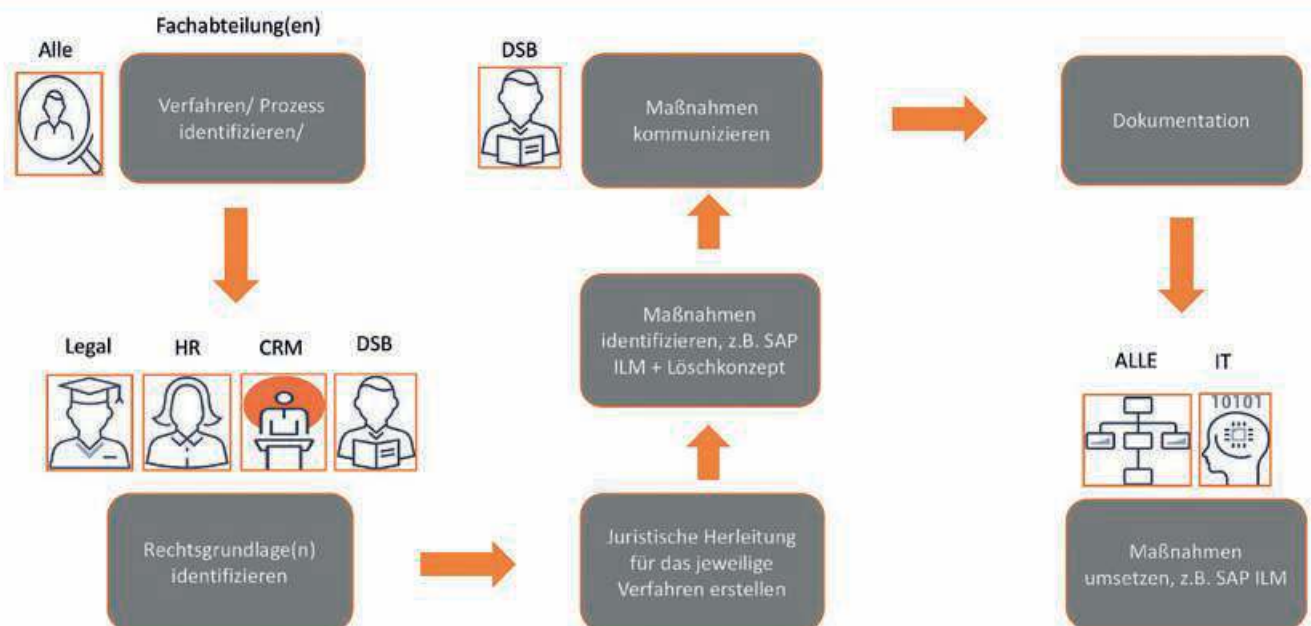 Fachabteilung(en)
Alle
Verfahren/ Prozess
identifizieren/
Legal
HR
CRM
DSB
Rechtsgrundlage(n)
identifizieren
Juristische Herleitung
für das jeweilige
Verfahren erstellen
Maßnahmen
identifizieren, z.B. SAP
ILM + Löschkonzept
DSB
Maßnahmen
kommunizieren
Dokumentation
ALLE
IT
10101
Maßnahmen
umsetzen, z.B. SAP ILM